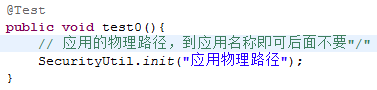 @Test
public void test0(){
// 应用的物理路径，到应用名称即可后面不要"/"
SecurityUtil.init("应用物理路径");
}